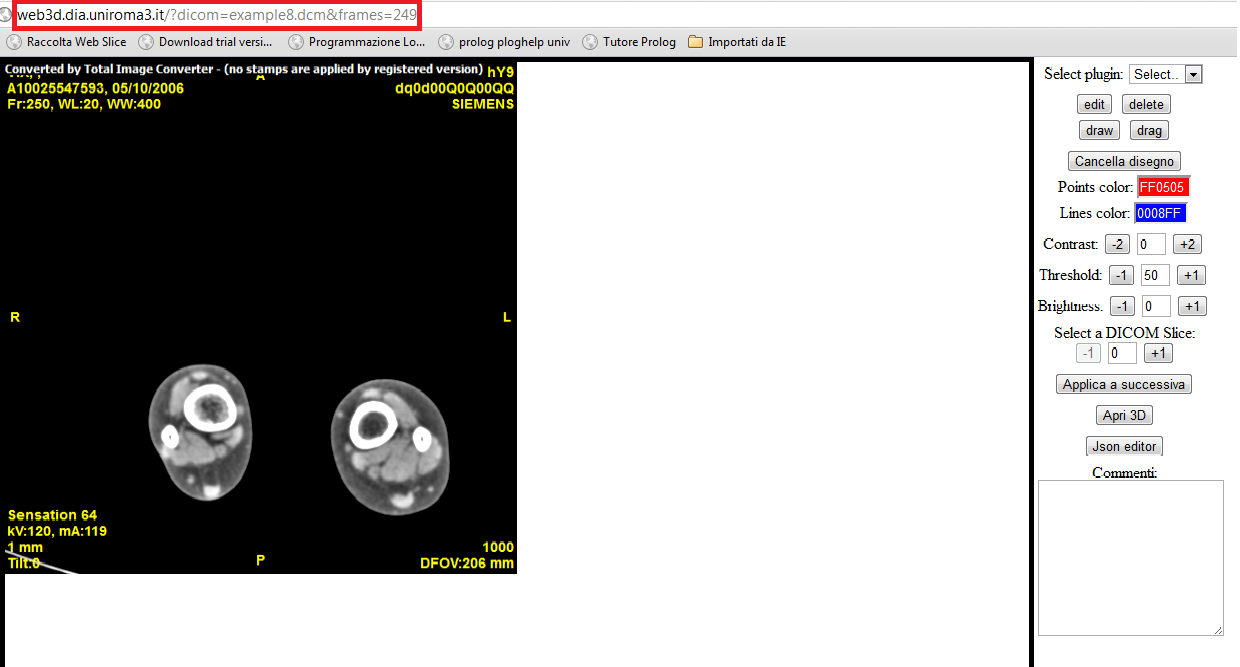 web3d.dia.uniroma3.it/?dicom=example8.dcm&frames=249
Raccolta Web Slice Download trial versi... Programmazione Lo... prolog ploghelp univ Tutore Prolog Importati da IE
Converted by Total Image Converter - (no stamps are applied by registered version) hY9
A
A10025547593, 05/10/2006 dq0d00Q0Q00QQ
Fr:250, WL:20, WW:400 SIEMENS
R L
Sensation 64
kV:120, mA:119
1 mm 1000
Tilt:0 P DFOV:206 mm
Select plugin: Select..
edit delete
draw drag
Cancella disegno
Points color: FF0505
Lines color: 0008FF
Contrast: -2 0 +2
Threshold: -1 50 +1
Brightness. -1 0 +1
Select a DICOM Slice:
-1 0 +1
Applica a successiva
Apri 3D
Json editor
Commenti: